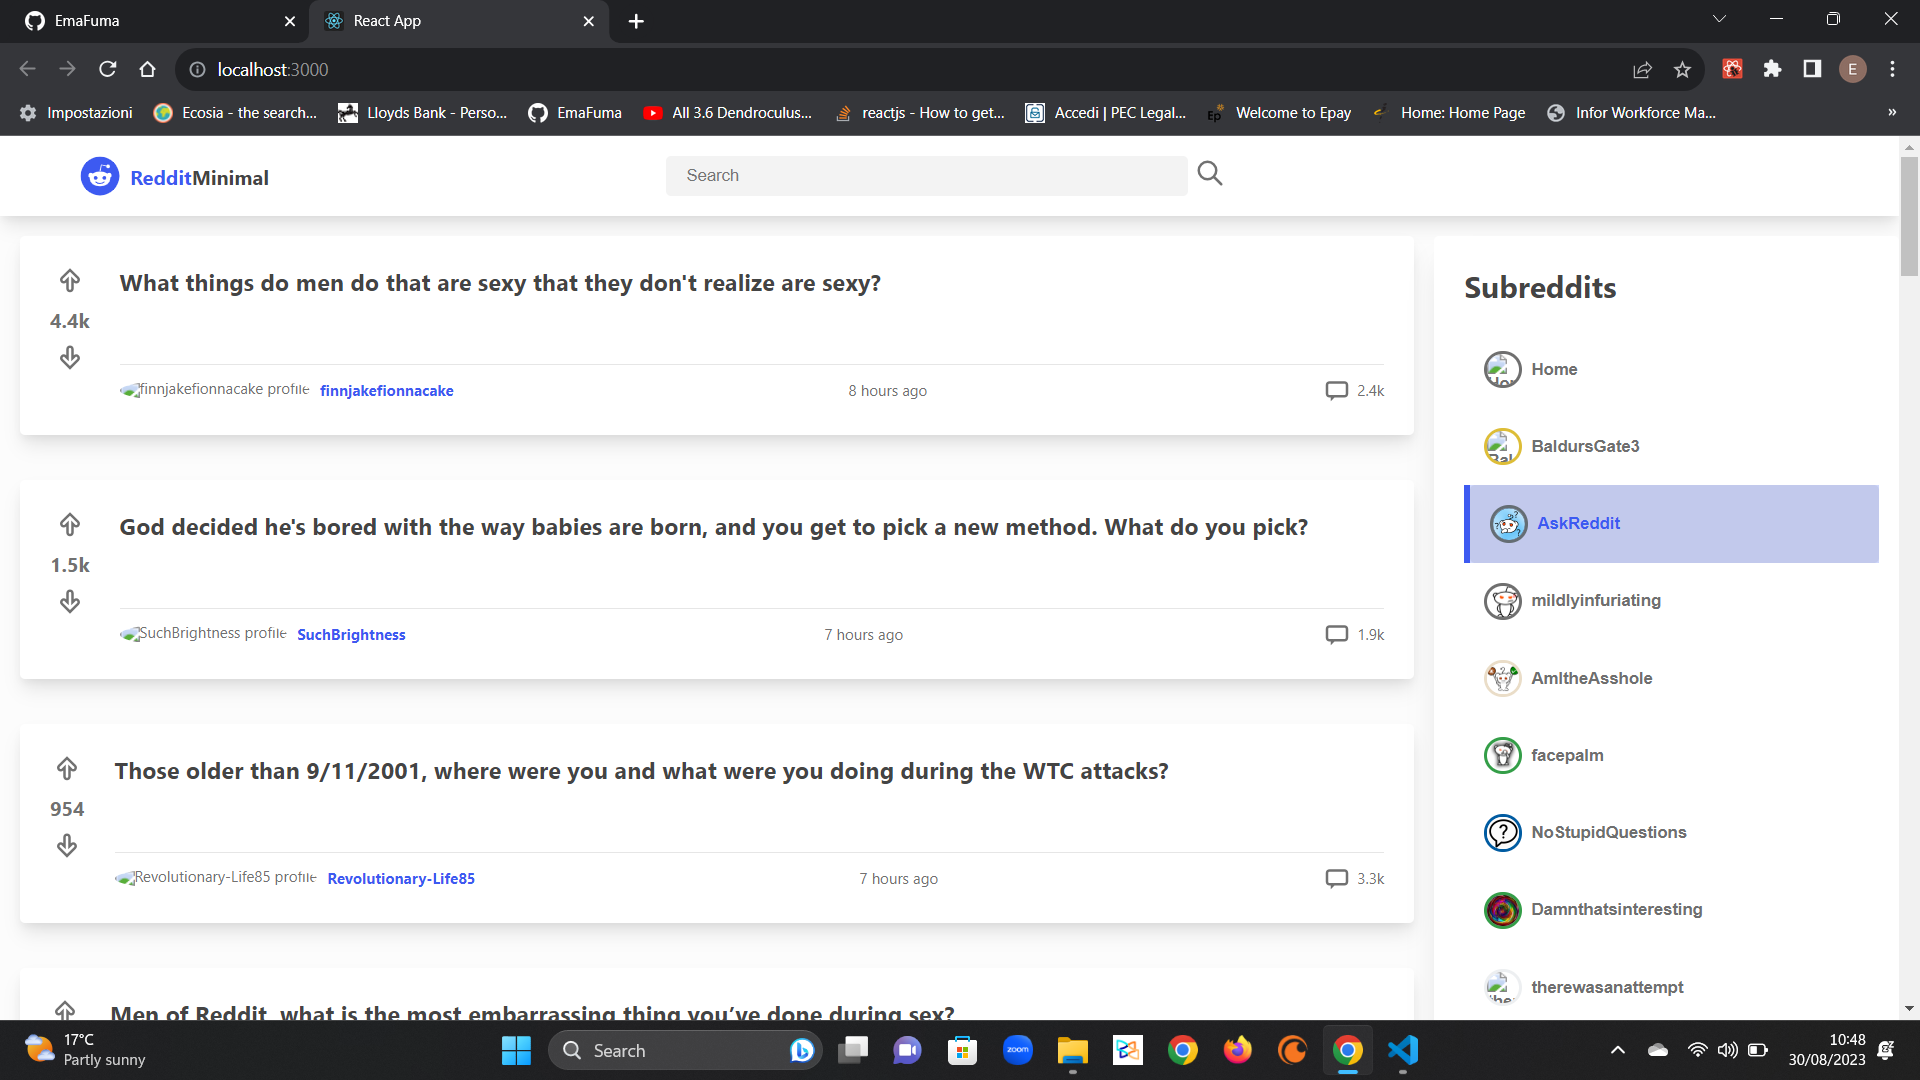 EmaFuma
React App
localhost:3000
E
Impostazioni
Ecosia - the search...
Lloyds Bank - Perso...
EmaFuma
All 3.6 Dendroculus...
reactjs - How to get...
Accedi | PEC Legal...
Ep Welcome to Epay
Home: Home Page
Infor Workforce Ma...
»
RedditMinimal
Search
What things do men do that are sexy that they don't realize are sexy?
4.4k
finnjakefionnacake profile finnjakefionnacake
8 hours ago
2.4k
God decided he's bored with the way babies are born, and you get to pick a new method. What do you pick?
1.5k
SuchBrightness profile SuchBrightness
7 hours ago
1.9k
Those older than 9/11/2001, where were you and what were you doing during the WTC attacks?
954
Revolutionary-Life85 profile Revolutionary-Life85
7 hours ago
3.3k
Men of Reddit, what is the most embarrassing thing you've done during sex?
Subreddits
Home
BaldursGate3
AskReddit
mildlyinfuriating
AmItheAsshole
facepalm
NoStupidQuestions
Damnthatsinteresting
therewasanattempt
17°C
Partly sunny
Search
zoom
10:48
30/08/2023